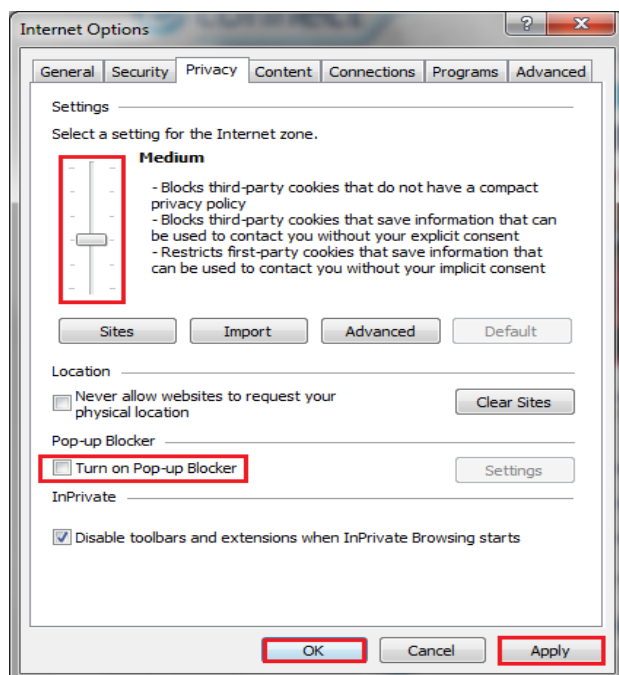 Internet Options
General Security Privacy Content Connections Programs Advanced
Settings
Select a setting for the Internet zone.
Medium
- Blocks third-party cookies that do not have a compact
privacy policy
- Blocks third-party cookies that save information that can
be used to contact you without your explicit consent
- Restricts first-party cookies that save information that
can be used to contact you without your implicit consent
Sites Import Advanced Default
Location
Never allow websites to request your
physical location
Clear Sites
Pop-up Blocker
Turn on Pop-up Blocker
Settings
InPrivate
Disable toolbars and extensions when InPrivate Browsing starts
OK Cancel Apply